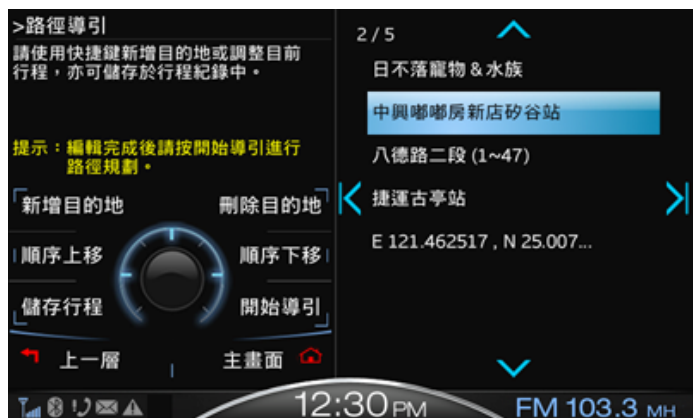 >路徑導引
請使用快捷鍵新增目的地或調整目前
行程，亦可儲存於行程紀錄中。
提示：編輯完成後請按開始導引進行
路徑規劃。
新增目的地
刪除目的地
順序上移
順序下移
儲存行程
開始導引
上一層
主畫面
2/5
日不落寵物&水族
中興嘟嘟房新店矽谷站
八德路二段 (1~47)
捷運古亭站
E 121.462517 , N 25.007...
12:30 PM
FM 103.3 MH